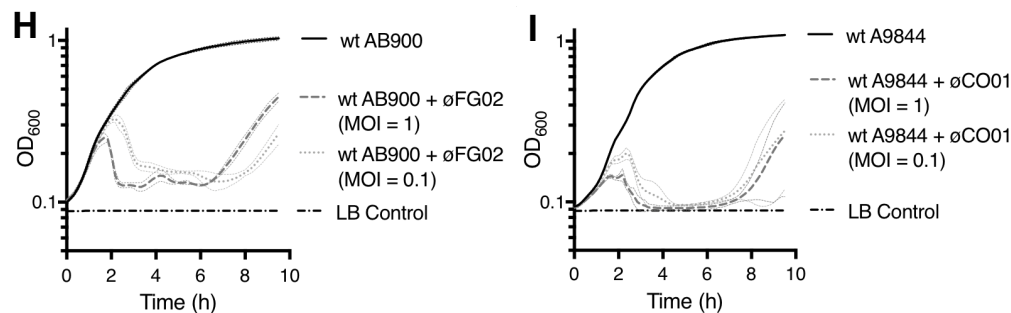 H
1
0.1
OD600
0 2 4 6 8 10
Time (h)
wt AB900
wt AB900 + øFG02
(MOI = 1)
wt AB900 + øFG02
(MOI = 0.1)
LB Control
I
1
0.1
OD600
0 2 4 6 8 10
Time (h)
wt A9844
wt A9844 + øCO01
(MOI = 1)
wt A9844 + øCO01
(MOI = 0.1)
LB Control